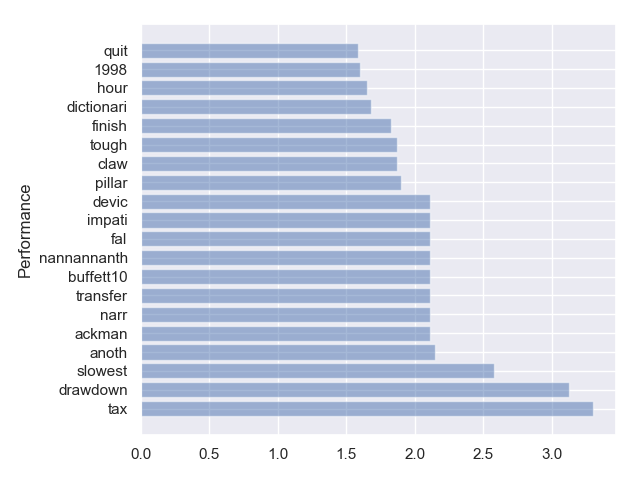 quit
1998
hour
dictionari
finish
tough
claw
pillar
devic
impati
fal
nannannanth
buffett10
transfer
narr
ackman
anoth
slowest
drawdown
tax
Performance
0.0 0.5 1.0 1.5 2.0 2.5 3.0